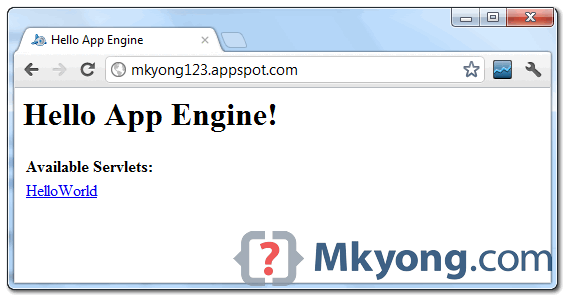 Hello App Engine
mkyong123.appspot.com
Hello App Engine!
Available Servlets:
HelloWorld
{?} Mkyong.com